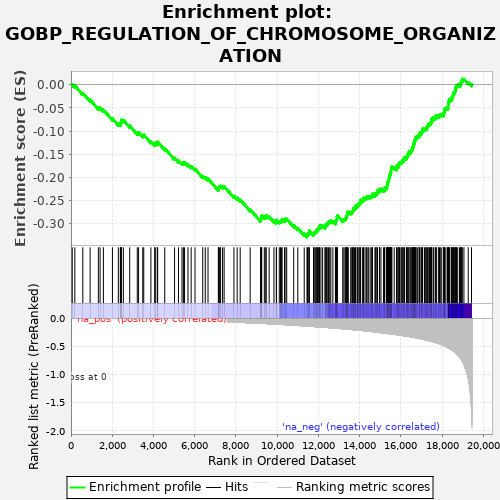 Enrichment plot:
GOBP_REGULATION_OF_CHROMOSOME_ORGANIZ
ATION
Enrichment score (ES)
0.00
-0.05
-0.10
-0.15
-0.20
-0.25
-0.30
Ranked list metric (PreRanked)
0.0
-0.5
-1.0
-1.5
-2.0
'na_pos' (positively correlated)
oss at 0
'na_neg' (negatively correlated)
0
2,000
4,000
6,000
8,000
10,000
12,000
14,000
16,000
18,000
20,000
Rank in Ordered Dataset
Enrichment profile
Hits
Ranking metric scores